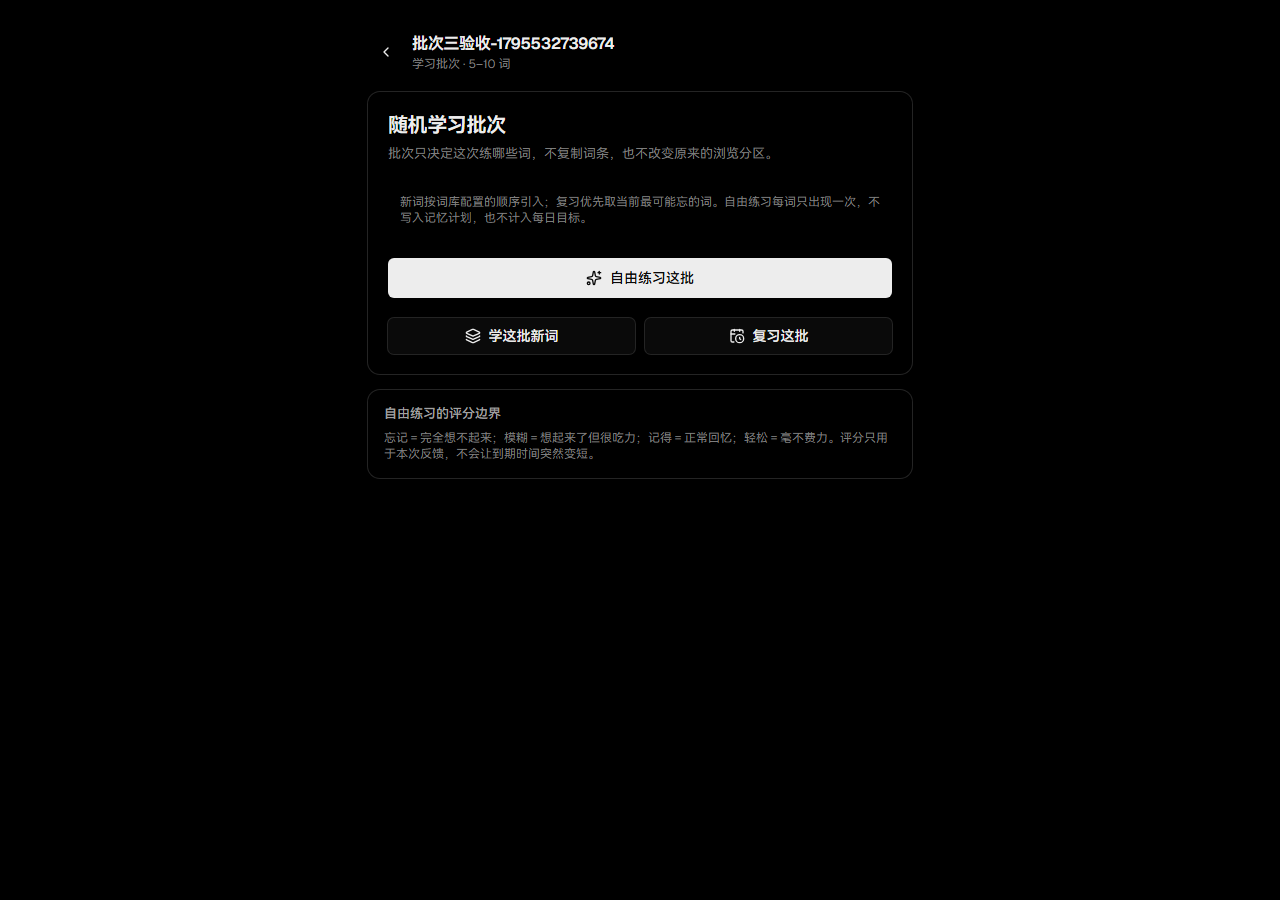 批次三验收-1795532739674
学习批次 · 5–10 词
随机学习批次
批次只决定这次练哪些词，不复制词条，也不改变原来的浏览分区。
新词按词库配置的顺序引入；复习优先取当前最可能忘的词。自由练习每词只出现一次，不
写入记忆计划，也不计入每日目标。
自由练习这批
学这批新词
复习这批
自由练习的评分边界
忘记 = 完全想不起来；模糊 = 想起来了但很吃力；记得 = 正常回忆；轻松 = 毫不费力。评分只用
于本次反馈，不会让到期时间突然变短。